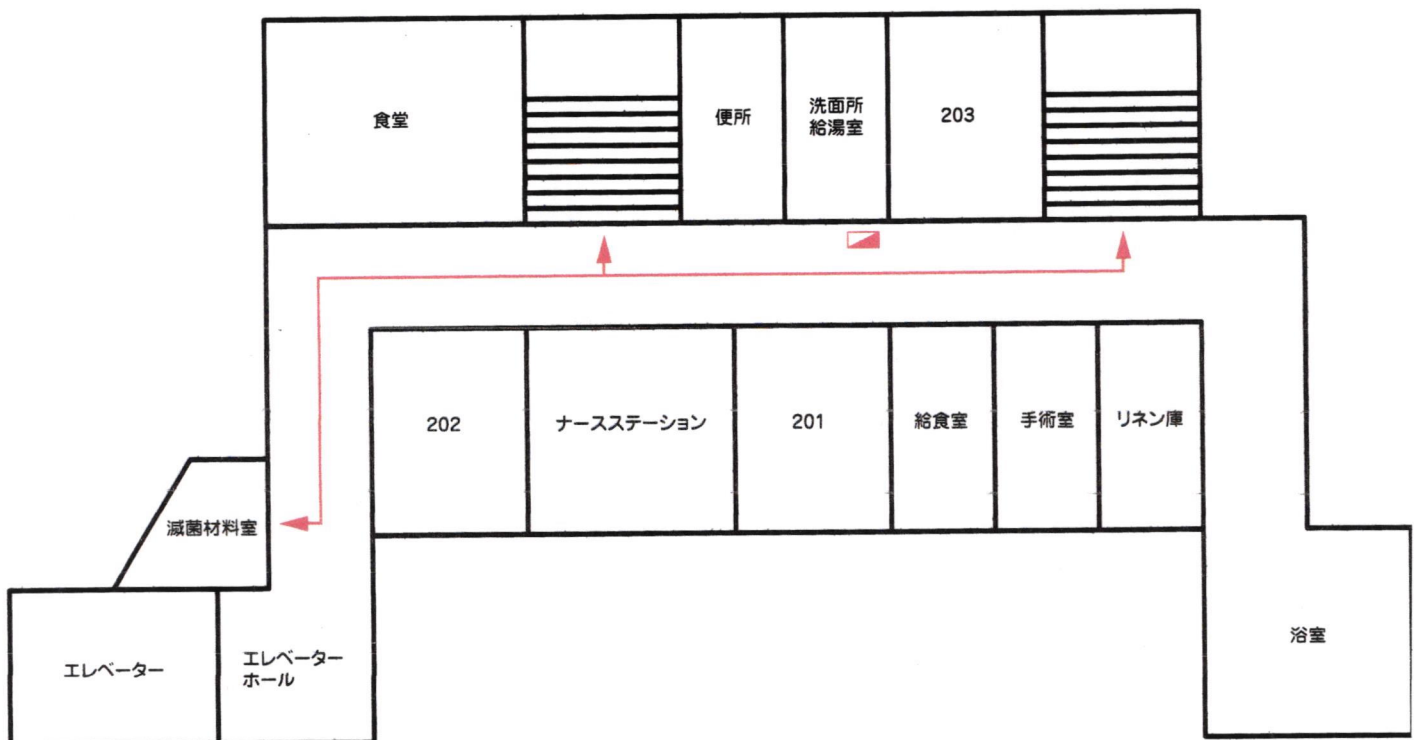 食堂
便所
洗面所
給湯室
203
202
ナースステーション
201
給食室
手術室
リネン庫
滅菌材料室
エレベーター
エレベーター
ホール
浴室